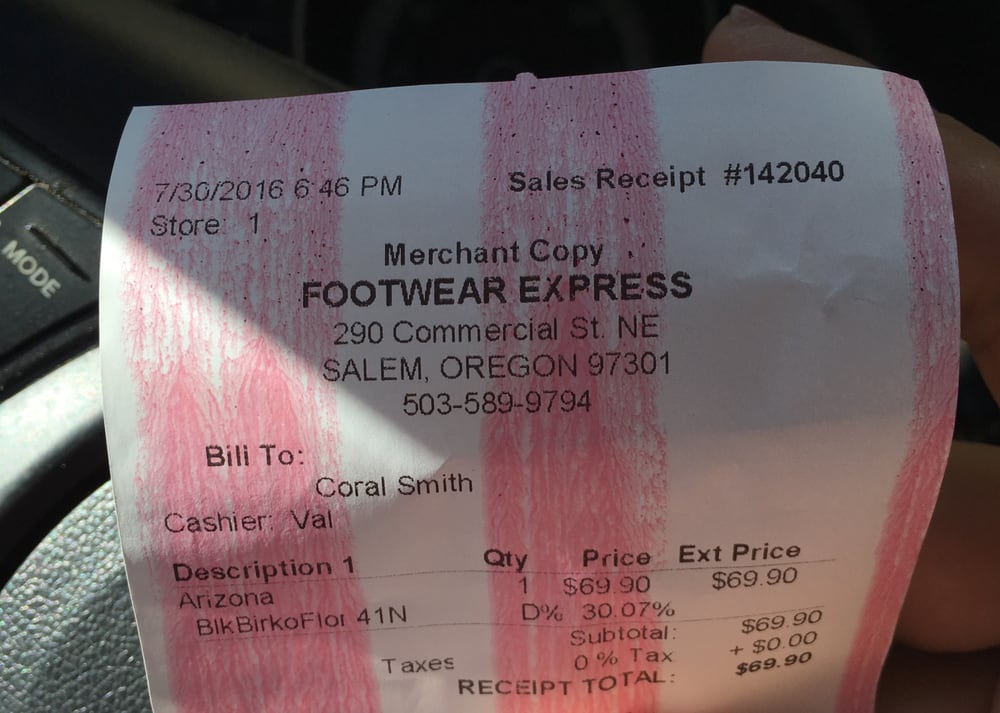 MODE
7/30/2016 6:46 PM Sales Receipt #142040
Store: 1
Merchant Copy
FOOTWEAR EXPRESS
290 Commercial St. NE
SALEM, OREGON 97301
503-589-9794
Bill To:
Coral Smith
Cashier: Val
Description 1 Qty Price Ext Price
Arizona 1 $69.90 $69.90
BlkBirkoFlor 41N D% 30.07%
Subtotal: $69.90
Taxes 0 % Tax + $0.00
RECEIPT TOTAL: $69.90